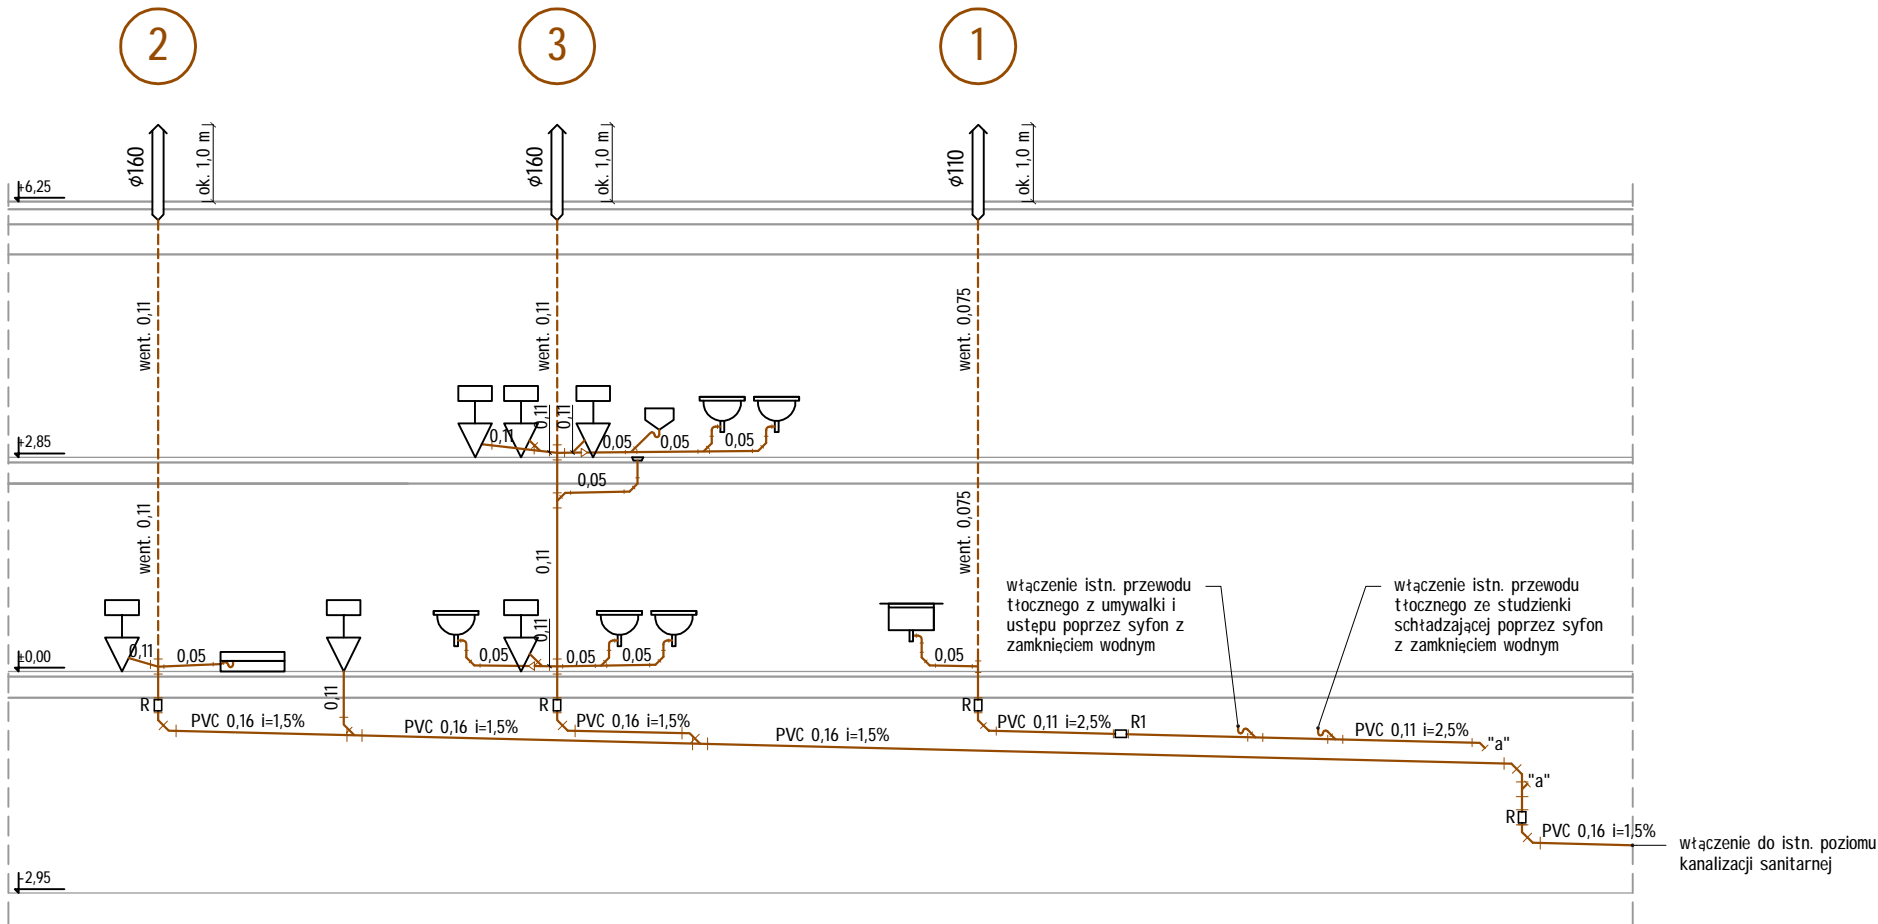 2
3
1
ϕ160
ok. 1,0 m
ϕ160
ok. 1,0 m
ϕ110
ok. 1,0 m
+6,25
went. 0,11
went. 0,11
went. 0,075
0,11
0,11
0,11
0,05
0,05
0,05
+2,85
0,05
went. 0,11
0,11
went. 0,075
włączenie istn. przewodu
tłocznego z umywalki i
ustępu poprzez syfon z
zamknięciem wodnym
włączenie istn. przewodu
tłocznego ze studzienki
schładzającej poprzez syfon
z zamknięciem wodnym
±0,00
0,11
0,05
0,05
0,11
0,05
0,05
0,05
R
0,11
R
R
PVC 0,16 i=1,5%
PVC 0,16 i=1,5%
PVC 0,16 i=1,5%
PVC 0,16 i=1,5%
PVC 0,11 i=2,5%
R1
PVC 0,11 i=2,5%
"a"
"a"
R
PVC 0,16 i=1,5%
włączenie do istn. poziomu
kanalizacji sanitarnej
-2,95